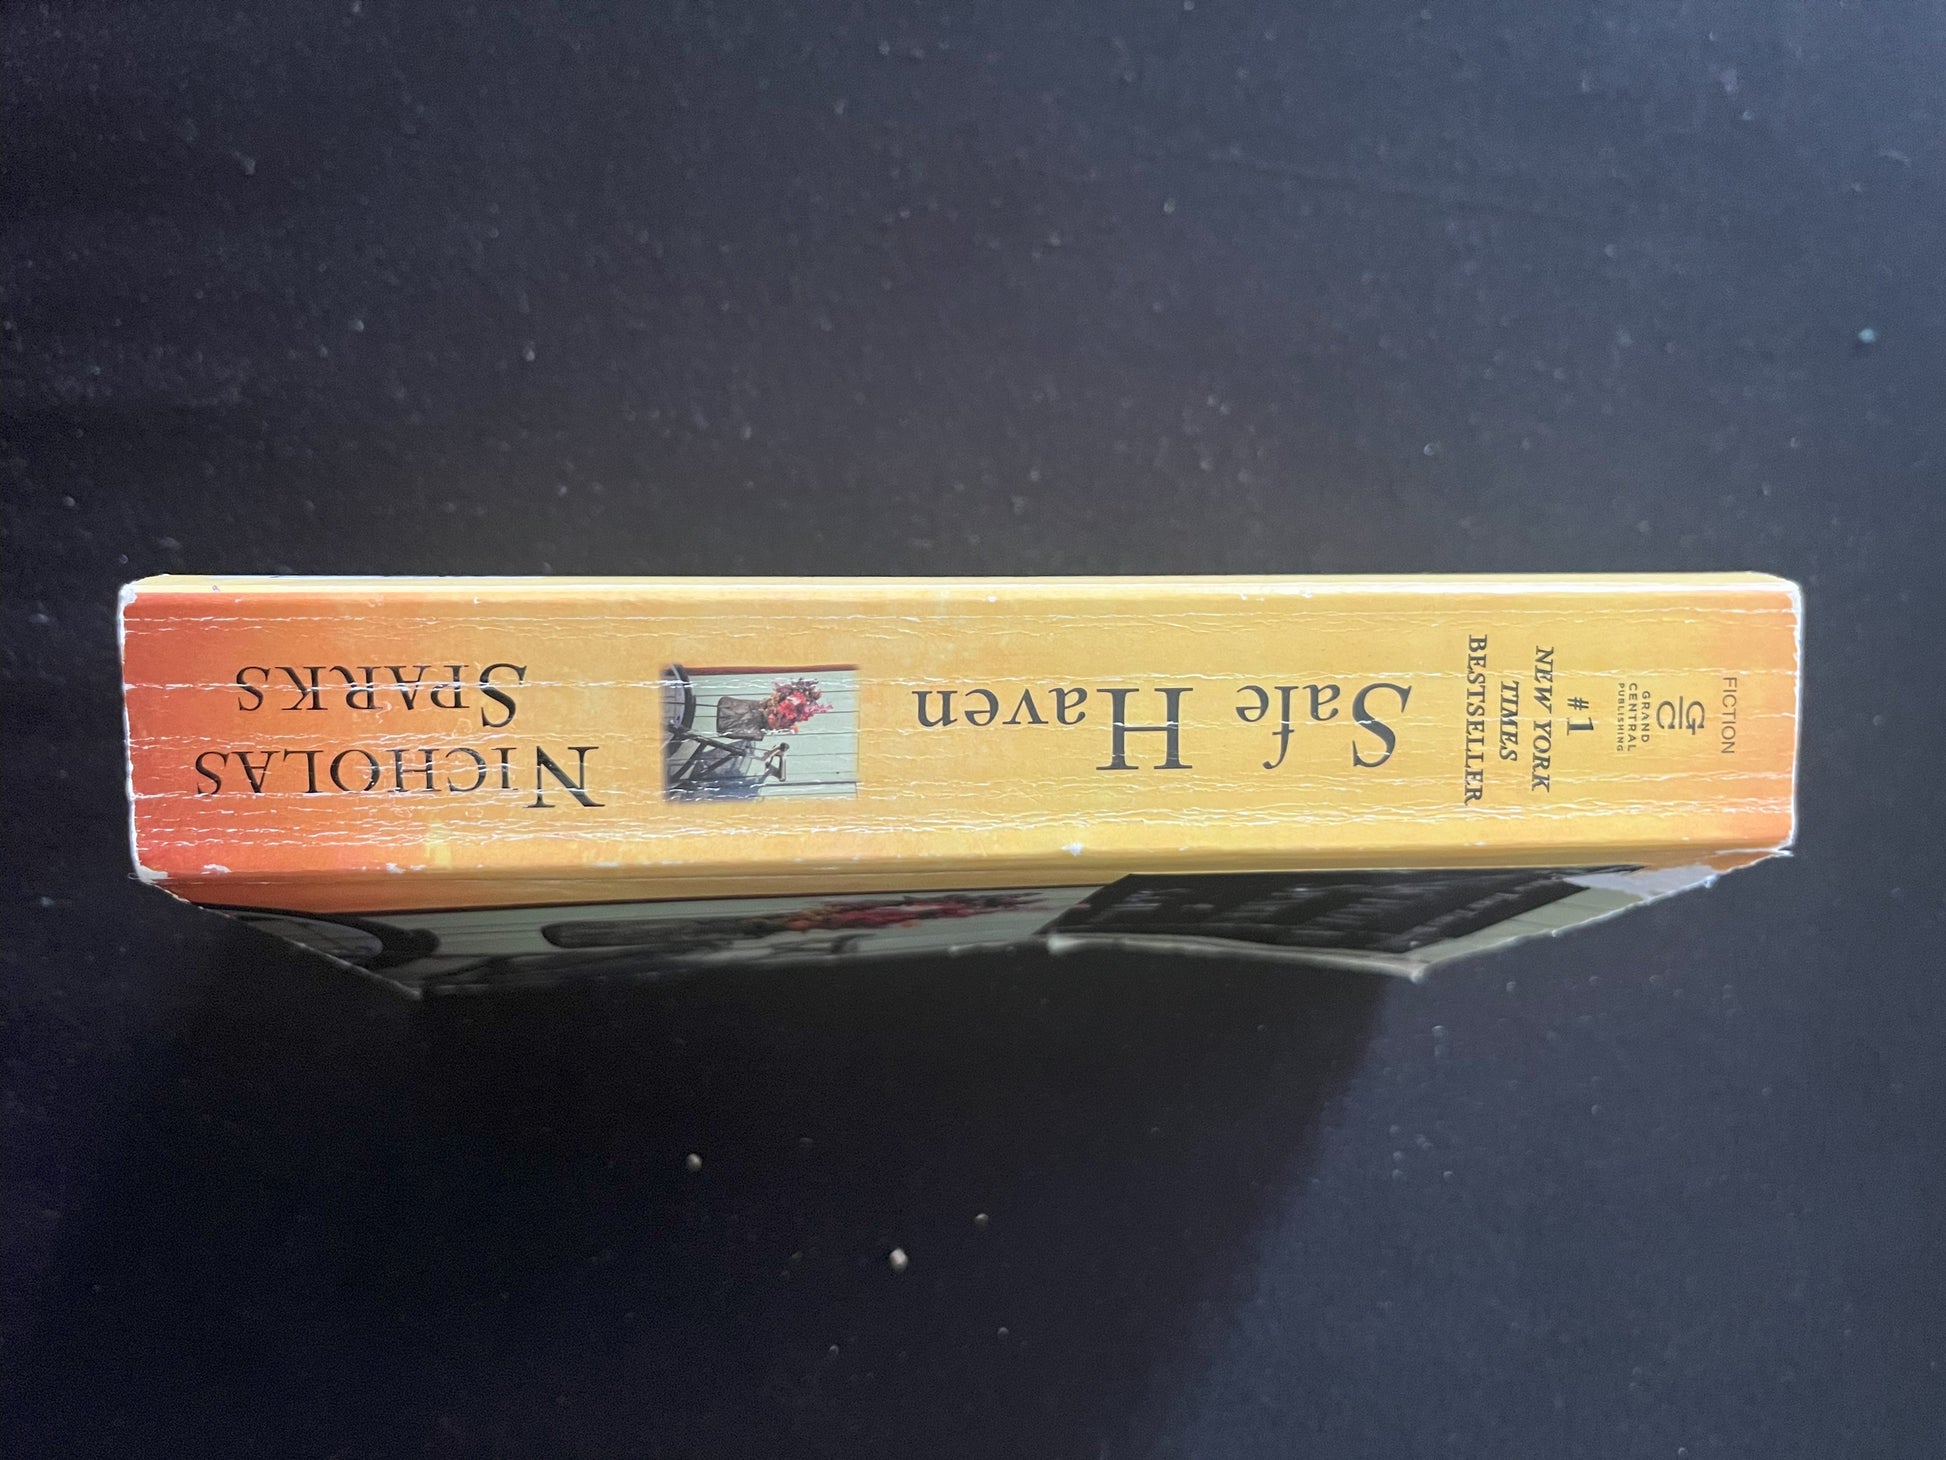 FICTION
GC
GRAND
CENTRAL
PUBLISHING
#1
NEW YORK
TIMES
BESTSELLER
Safe Haven
NICHOLAS
SPARKS